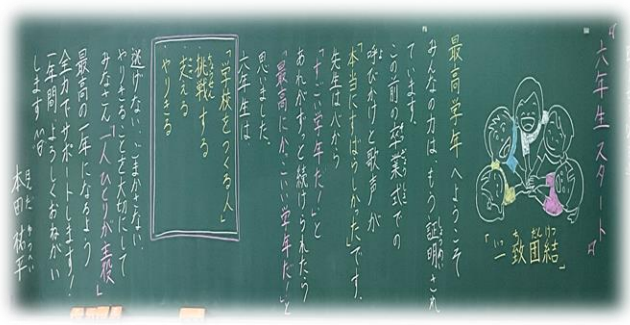 六年生スタート
「一致団結」
最高学年へようこそ
みんなの力は、もう証明され
ています。
この前の卒業式での
呼びかけと歌声が
「本当にすばらしかった」です。
先生は心から
「すごい学年だ!」と
あれがずっと続けられたら
「最高にかっこいい学年だ!」と
思いました。
六年生は
「学校をつくる人」
挑戦する
支える
やりきる
逃げない、ごまかさない
やりきることを大切にして
みなさん一人ひとりが主役
最高の一年になるよう
全力でサポートします!
一年間よろしくおねがい
します
本田祐平